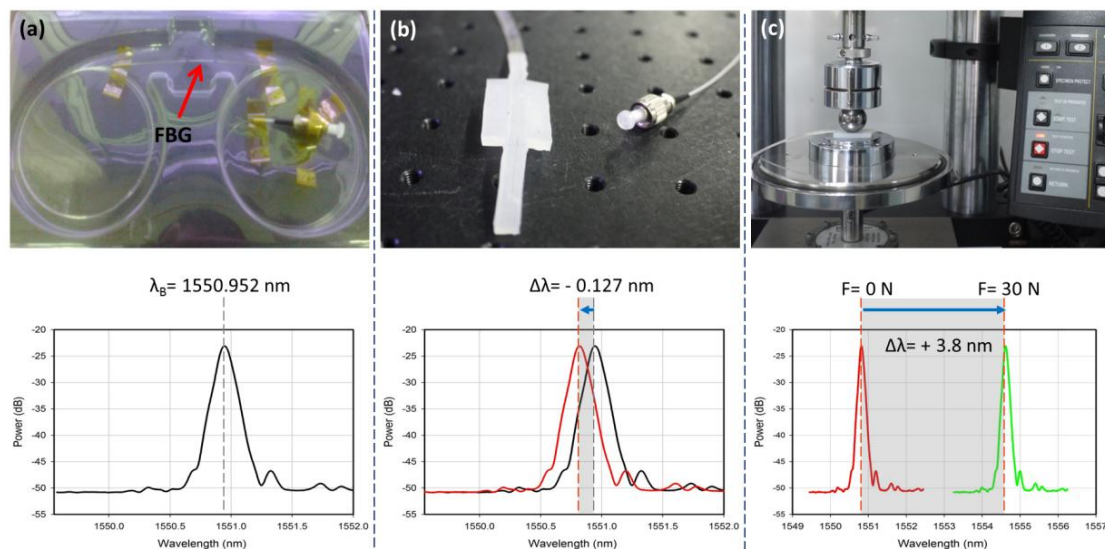 (a)
FBG
(b)
(c)
SPECIMEN PROTECT
START TEST
STOP TEST
RETURN
λB= 1550.952 nm
-20
-25
-30
-35
-40
-45
-50
-55
Power (dB)
1550.0
1550.5
1551.0
1551.5
1552.0
Wavelength (nm)
Δλ= - 0.127 nm
-20
-25
-30
-35
-40
-45
-50
-55
Power (dB)
1550.0
1550.5
1551.0
1551.5
1552.0
Wavelength (nm)
F= 0 N
F= 30 N
Δλ= + 3.8 nm
-20
-25
-30
-35
-40
-45
-50
-55
Power (dB)
1549
1550
1551
1552
1553
1554
1555
1556
1557
Wavelength (nm)